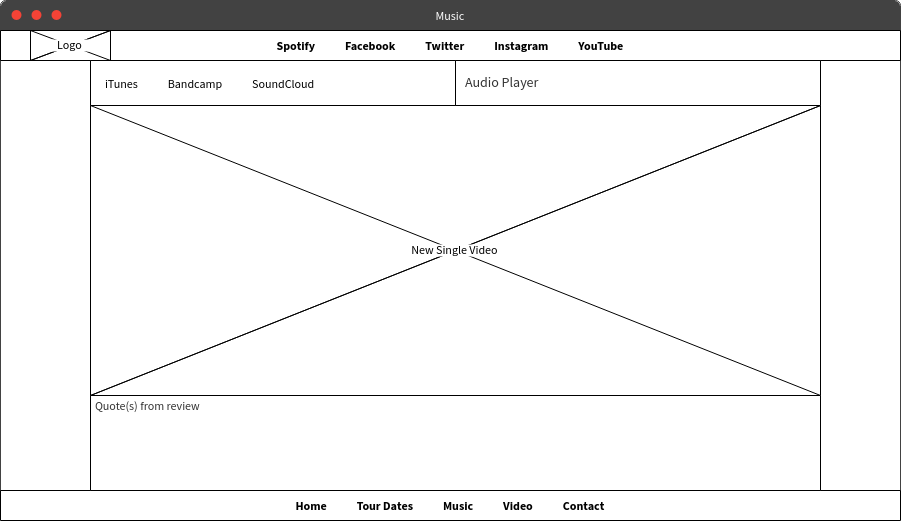 Music
Logo
Spotify Facebook Twitter Instagram YouTube
iTunes Bandcamp SoundCloud
Audio Player
New Single Video
Quote(s) from review
Home Tour Dates Music Video Contact